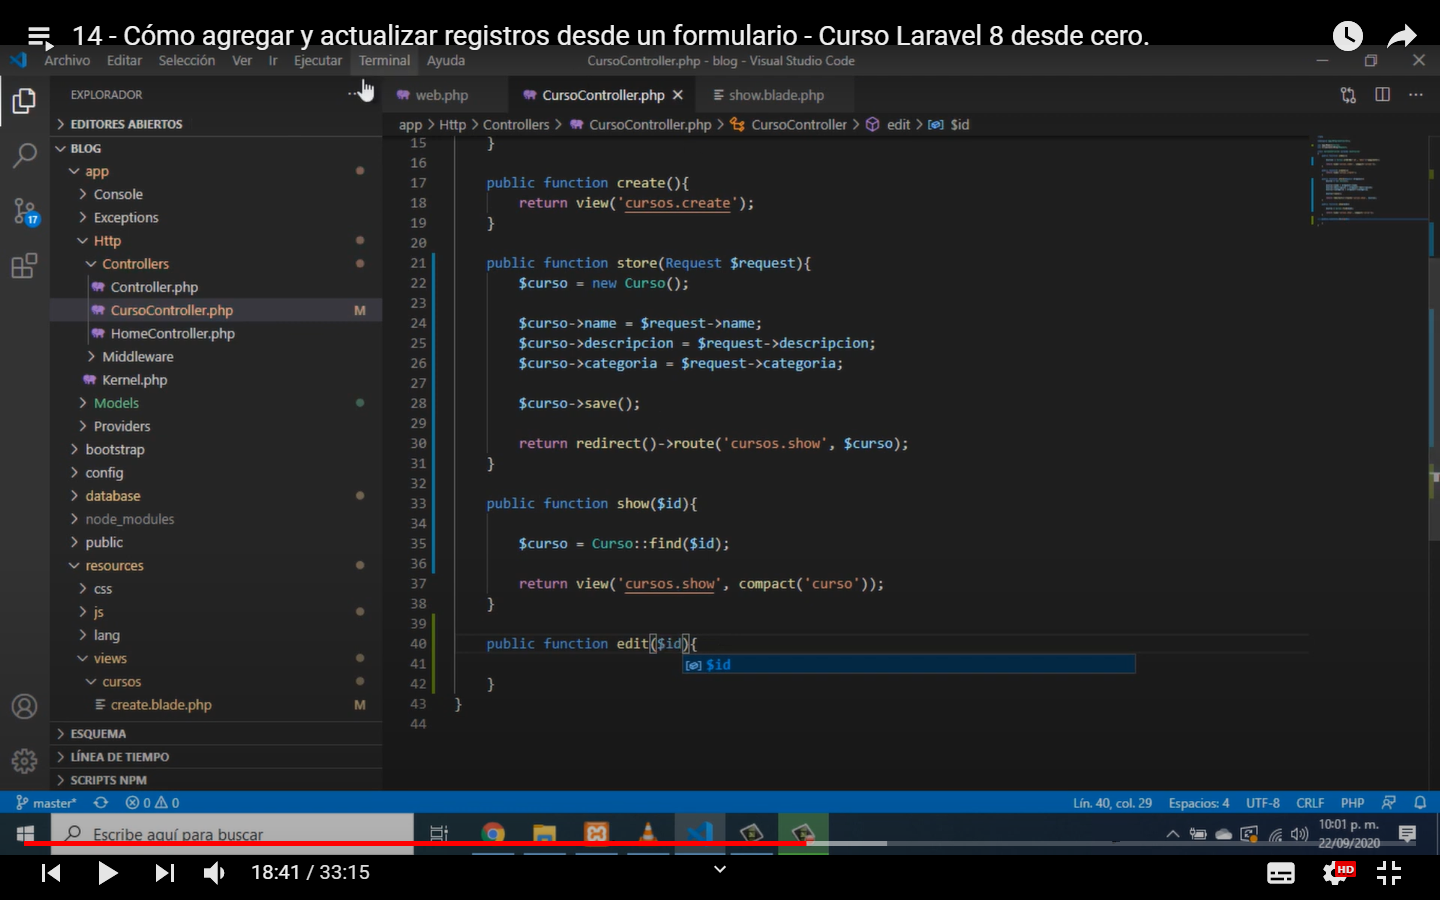 14 - Cómo agregar y actualizar registros desde un formulario - Curso Laravel 8 desde cero.
Archivo Editar Selección Ver Ir Ejecutar Terminal Ayuda
CursoController.php - blog - Visual Studio Code
EXPLORADOR
web.php
CursoController.php
show.blade.php
EDITORES ABIERTOS
app > Http > Controllers > CursoController.php > CursoController > edit > $id
BLOG
app
Console
Exceptions
Http
Controllers
Controller.php
CursoController.php M
HomeController.php
Middleware
Kernel.php
Models
Providers
bootstrap
config
database
node_modules
public
resources
css
js
lang
views
cursos
create.blade.php M
ESQUEMA
LÍNEA DE TIEMPO
SCRIPTS NPM
17
15 }
16
17 public function create(){
18 return view('cursos.create');
19 }
20
21 public function store(Request $request){
22 $curso = new Curso();
23
24 $curso->name = $request->name;
25 $curso->descripcion = $request->descripcion;
26 $curso->categoria = $request->categoria;
27
28 $curso->save();
29
30 return redirect()->route('cursos.show', $curso);
31 }
32
33 public function show($id){
34
35 $curso = Curso::find($id);
36
37 return view('cursos.show', compact('curso'));
38 }
39
40 public function edit($id){
41 $id
42 }
43 }
44
master* 0 0
Lín. 40, col. 29 Espacios: 4 UTF-8 CRLF PHP
Escribe aquí para buscar
10:01 p. m.
22/09/2020
18:41 / 33:15
HD